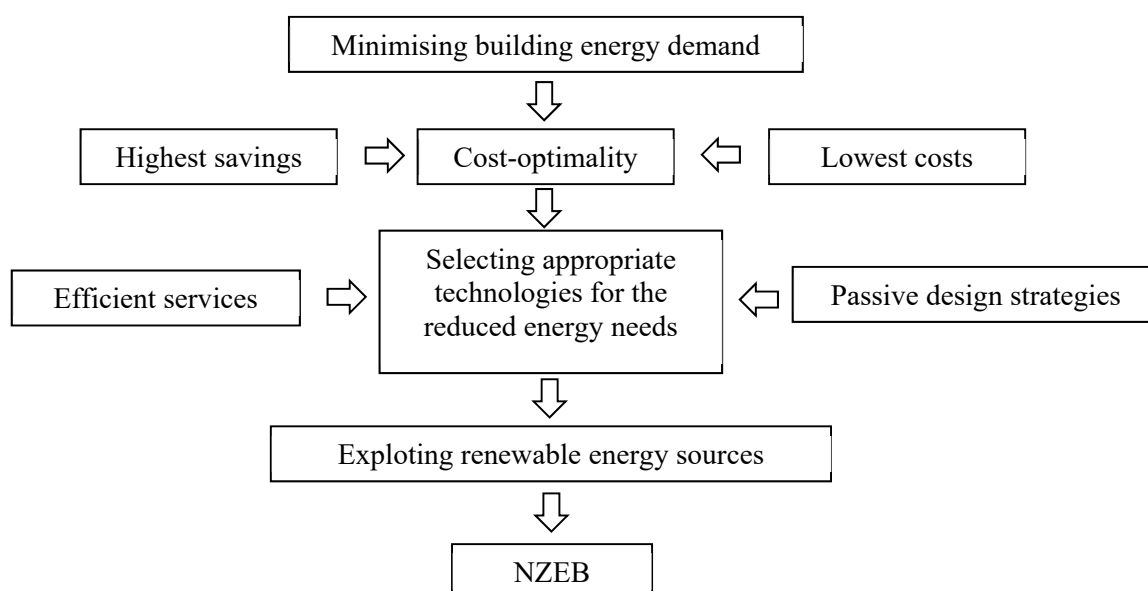 Minimising building energy demand
Highest savings
Cost-optimality
Lowest costs
Efficient services
Selecting appropriate
technologies for the
reduced energy needs
Passive design strategies
Exploting renewable energy sources
NZEB